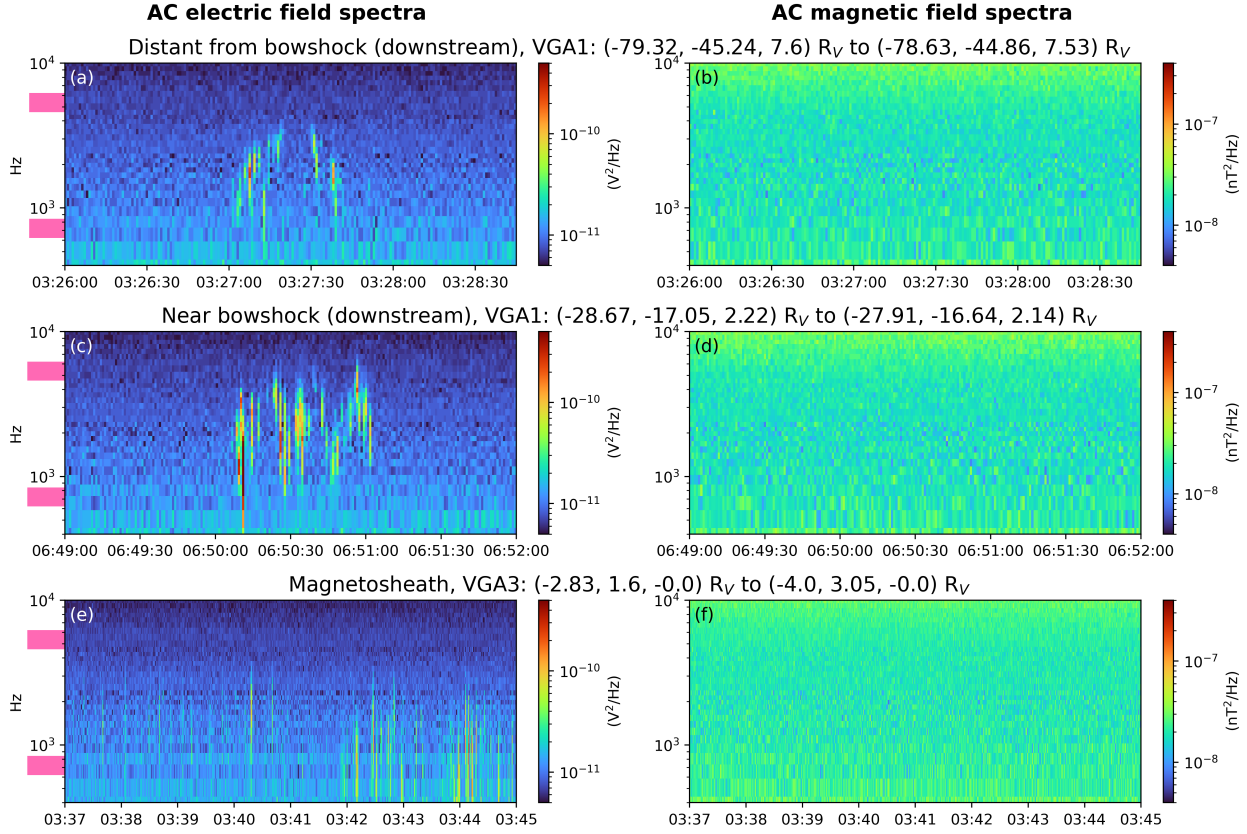 AC electric field spectra
AC magnetic field spectra
Distant from bowshock (downstream), VGA1: (-79.32, -45.24, 7.6) R_V to (-78.63, -44.86, 7.53) R_V
(a)
10^4
10^3
Hz
03:26:00 03:26:30 03:27:00 03:27:30 03:28:00 03:28:30
10^-10
10^-11
(V^2/Hz)
(b)
10^4
10^3
03:26:00 03:26:30 03:27:00 03:27:30 03:28:00 03:28:30
10^-7
10^-8
(nT^2/Hz)
Near bowshock (downstream), VGA1: (-28.67, -17.05, 2.22) R_V to (-27.91, -16.64, 2.14) R_V
(c)
10^4
10^3
Hz
06:49:00 06:49:30 06:50:00 06:50:30 06:51:00 06:51:30 06:52:00
10^-10
10^-11
(V^2/Hz)
(d)
10^4
10^3
06:49:00 06:49:30 06:50:00 06:50:30 06:51:00 06:51:30 06:52:00
10^-7
10^-8
(nT^2/Hz)
Magnetosheath, VGA3: (-2.83, 1.6, -0.0) R_V to (-4.0, 3.05, -0.0) R_V
(e)
10^4
10^3
Hz
03:37 03:38 03:39 03:40 03:41 03:42 03:43 03:44 03:45
10^-10
10^-11
(V^2/Hz)
(f)
10^4
10^3
03:37 03:38 03:39 03:40 03:41 03:42 03:43 03:44 03:45
10^-7
10^-8
(nT^2/Hz)